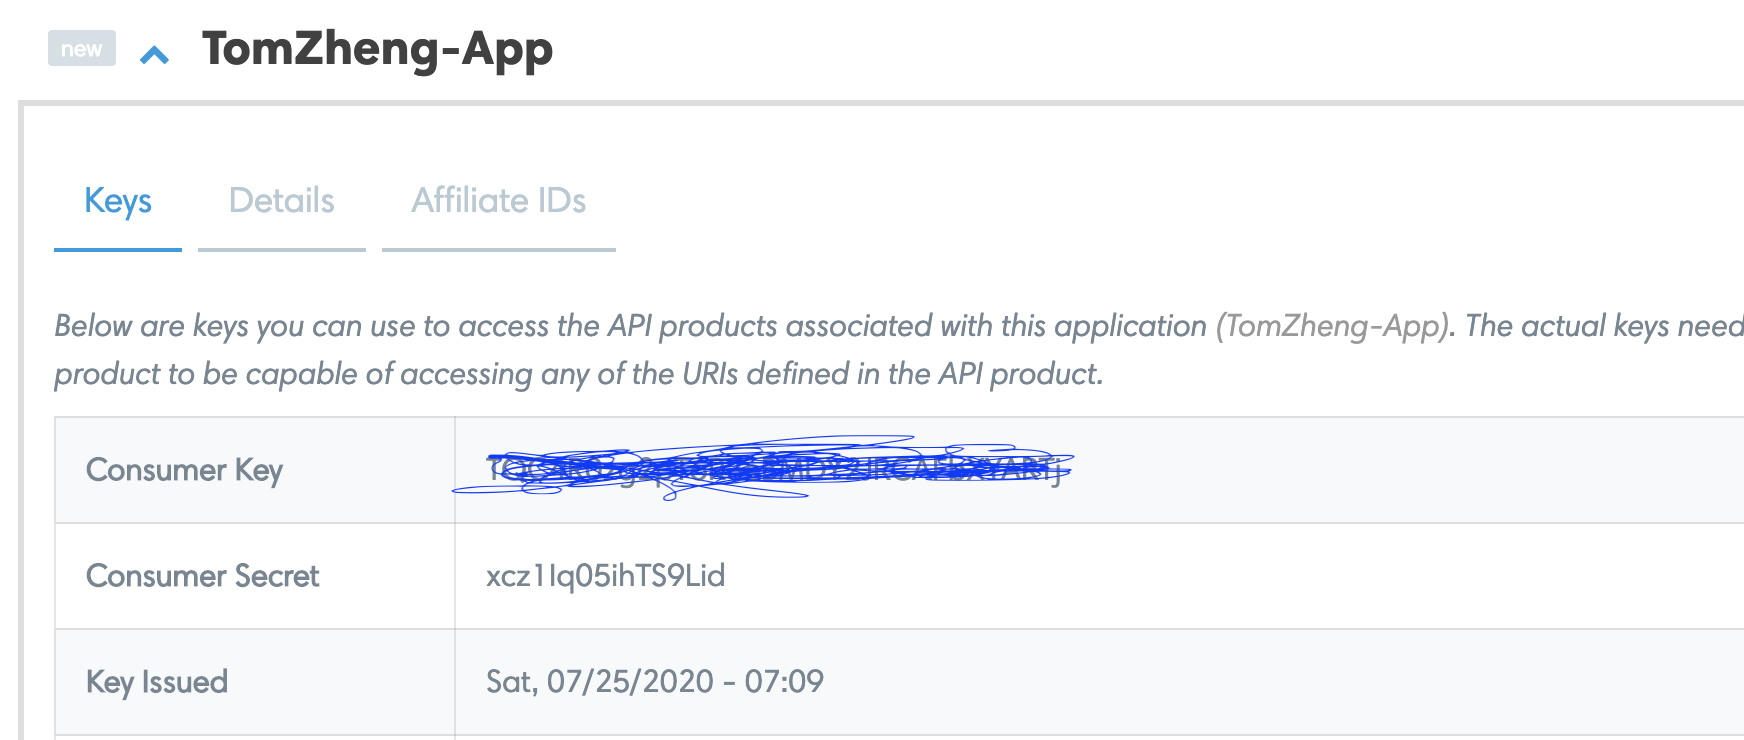 new TomZheng-App
Keys Details Affiliate IDs
Below are keys you can use to access the API products associated with this application (TomZheng-App). The actual keys need
product to be capable of accessing any of the URIs defined in the API product.
Consumer Key
Consumer Secret xcz1Iq05ihTS9Lid
Key Issued Sat, 07/25/2020 - 07:09